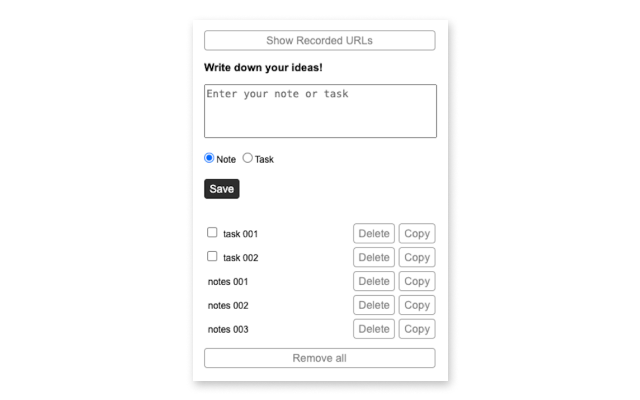 Show Recorded URLs
Write down your ideas!
Enter your note or task
Note Task
Save
task 001 Delete Copy
task 002 Delete Copy
notes 001 Delete Copy
notes 002 Delete Copy
notes 003 Delete Copy
Remove all